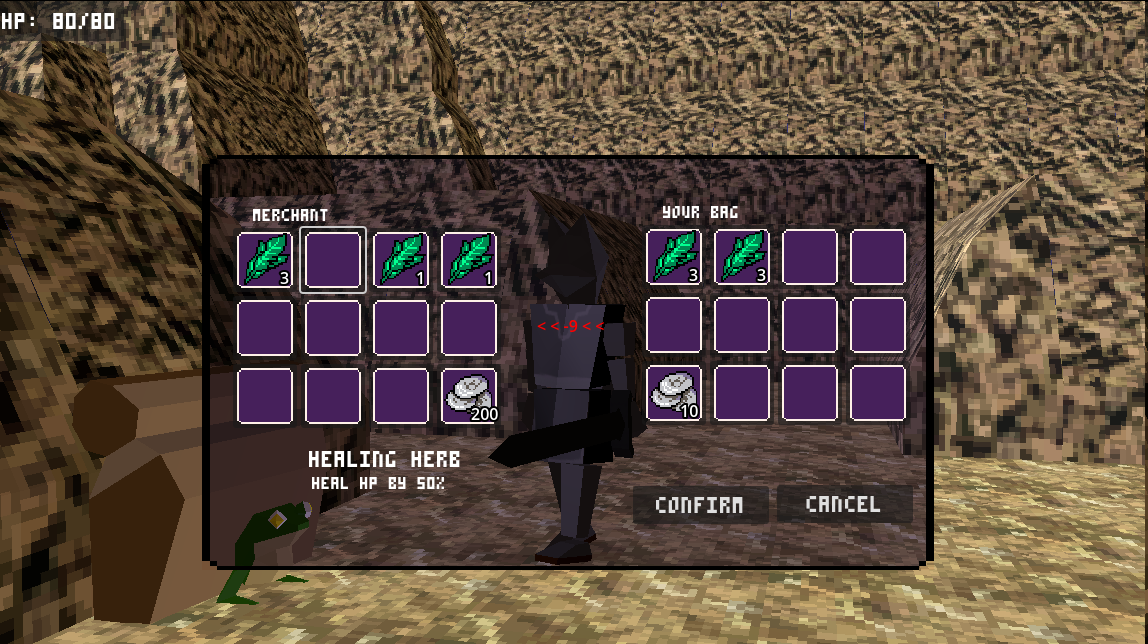 HP: 80/80
MERCHANT
YOUR BAG
3
1
1
3
3
<<-9<<
200
10
HEALING HERB
HEAL HP BY 50%
CONFIRM
CANCEL